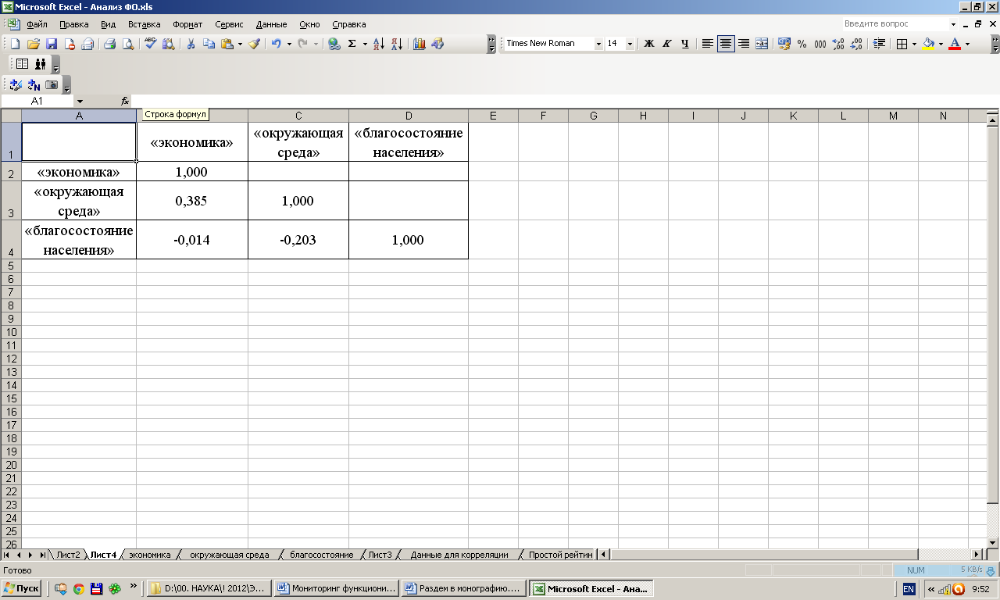 Microsoft Excel - Анализ ФО.xls
Файл Правка Вид Вставка Формат Сервис Данные Окно Справка Введите вопрос
Times New Roman 14 Ж К Ч % 000
A1 fx
Строка формул
A B C D E F G H I J K L M N
1 «экономика» «окружающая среда» «благосостояние населения»
2 «экономика» 1,000
3 «окружающая среда» 0,385 1,000
4 «благосостояние населения» -0,014 -0,203 1,000
5
6
7
8
9
10
11
12
13
14
15
16
17
18
19
20
21
22
23
24
25
26
Лист2 Лист4 экономика окружающая среда благосостояние Лист3 Данные для корреляции Простой рейтин
Готово NUM 5 KB/s
Пуск D:\00. НАУКА\! 2012\Э... Мониторинг функциони... Раздем в монографию.... Microsoft Excel - Ана... EN 9:52